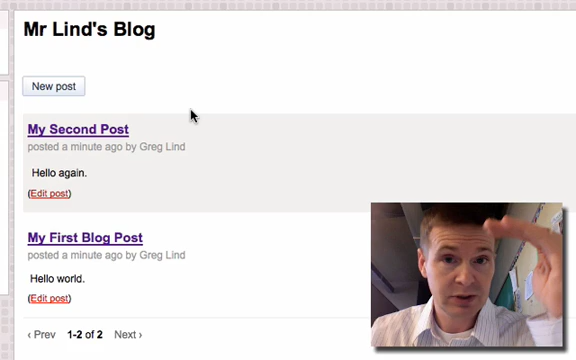 Mr Lind's Blog
New post
My Second Post
posted a minute ago by Greg Lind
Hello again.
(Edit post)
My First Blog Post
posted a minute ago by Greg Lind
Hello world.
(Edit post)
‹ Prev 1-2 of 2 Next ›